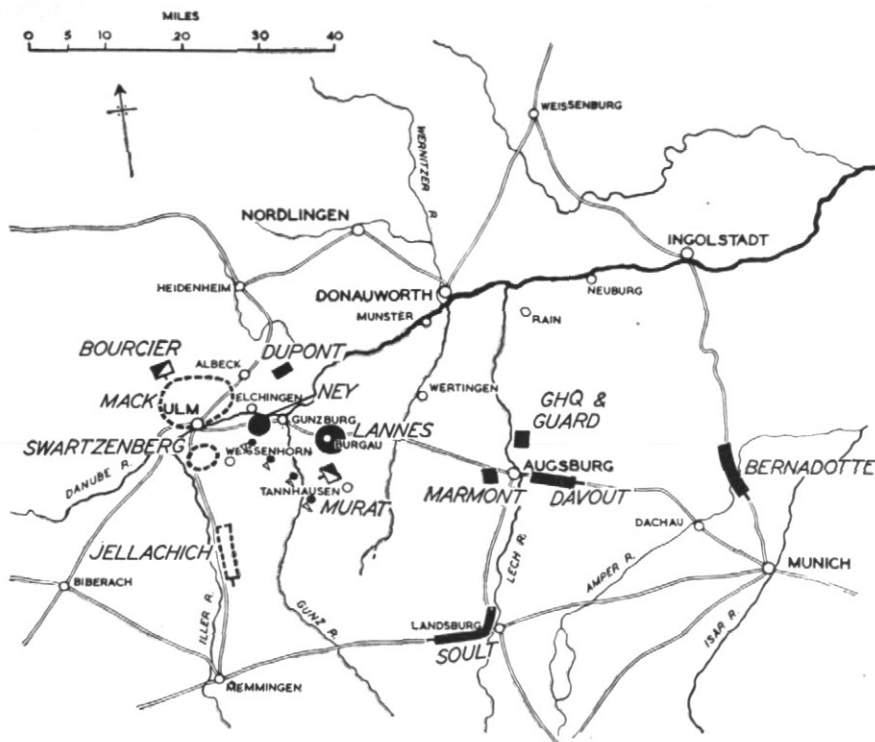 MILES
0 5 10 20 30 40
WERNITZER R.
WEISSENBURG
NORDLINGEN
INGOLSTADT
HEIDENHEIM
DONAUWORTH
NEUBURG
MUNSTER
RAIN
BOURCIER
ALBECK
DUPONT
WERTINGEN
NEY
MACK
ULM
ELCHINGEN
GUNZBURG
GHQ &
GUARD
LANNES
BURGAU
SWARTZENBERG
WEISSENHORN
AUGSBURG
BERNADOTTE
DANUBE R.
TANNHAUSEN
MURAT
MARMONT
DAVOUT
DACHAU
JELLACHICH
LECH R.
AMPER R.
MUNICH
BIBERACH
ILLER R.
GUNZ R.
LANDSBURG
ISAR R.
SOULT
MEMMINGEN